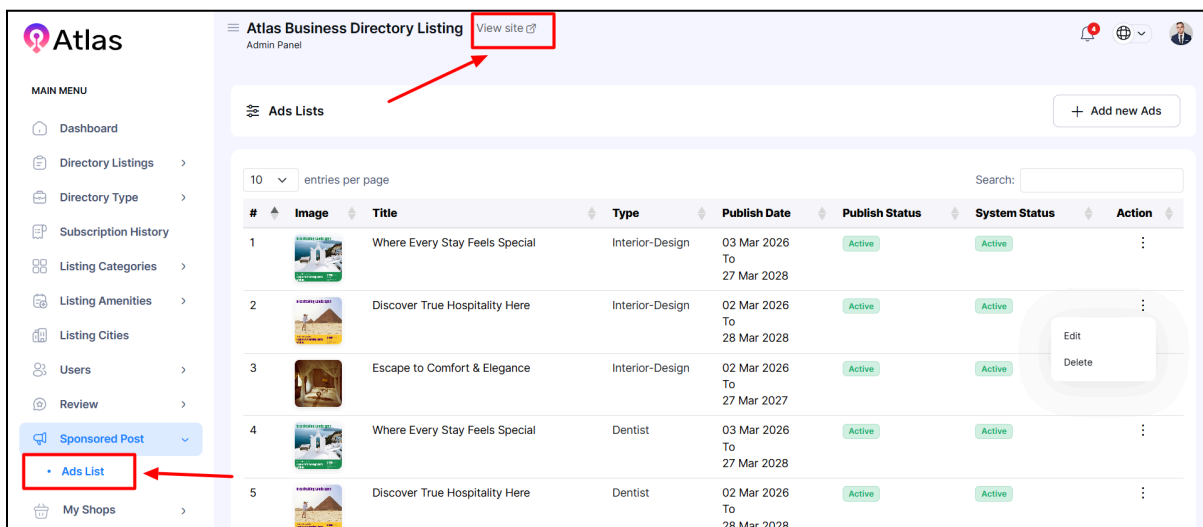 Atlas
Atlas Business Directory Listing
View site
Admin Panel
4
MAIN MENU
Dashboard
Directory Listings
Directory Type
Subscription History
Listing Categories
Listing Amenities
Listing Cities
Users
Review
Sponsored Post
Ads List
My Shops
Ads Lists
+ Add new Ads
10 entries per page
Search:
# Image Title Type Publish Date Publish Status System Status Action
1 Where Every Stay Feels Special Interior-Design 03 Mar 2026 Active Active
To
27 Mar 2028
2 Discover True Hospitality Here Interior-Design 02 Mar 2026 Active Active
To
28 Mar 2028
Edit
Delete
3 Escape to Comfort & Elegance Interior-Design 02 Mar 2026 Active Active
To
27 Mar 2027
4 Where Every Stay Feels Special Dentist 03 Mar 2026 Active Active
To
27 Mar 2028
5 Discover True Hospitality Here Dentist 02 Mar 2026 Active Active
To
28 Mar 2028